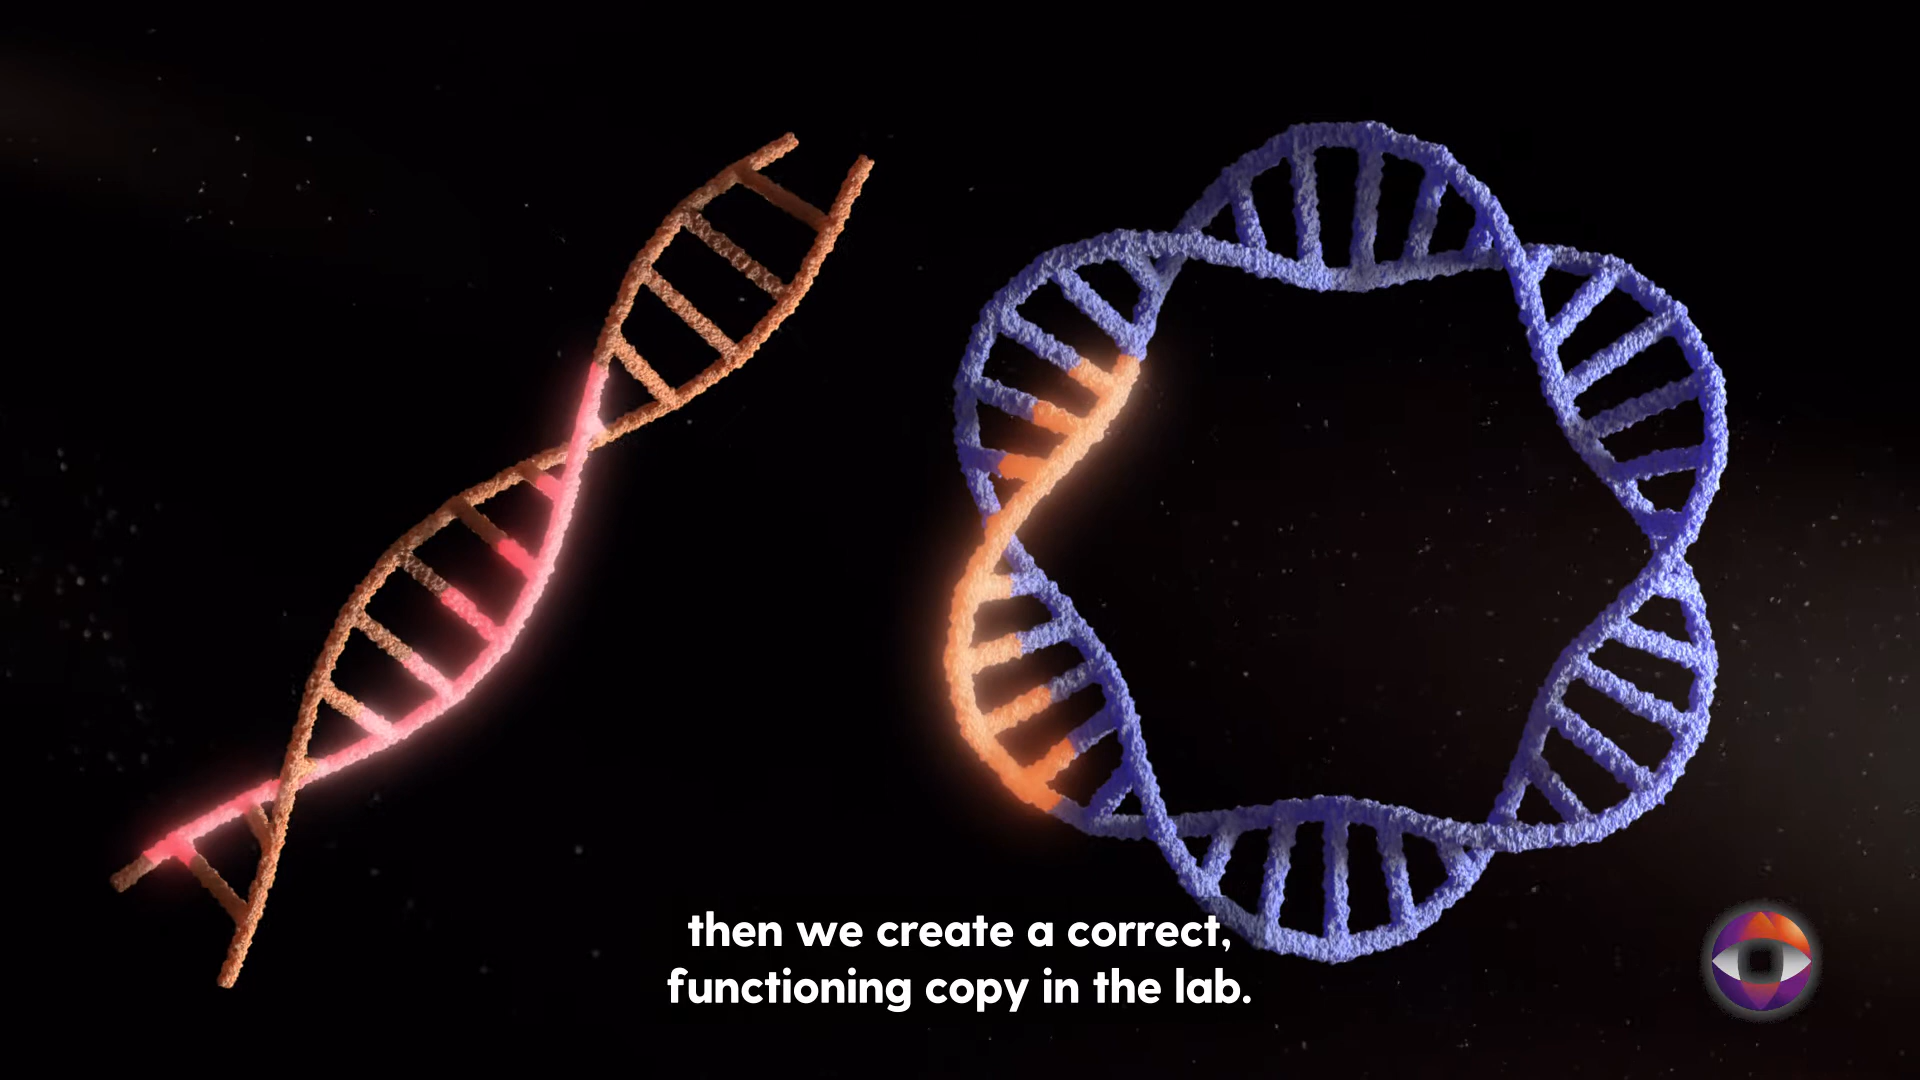 then we create a correct,
functioning copy in the lab.